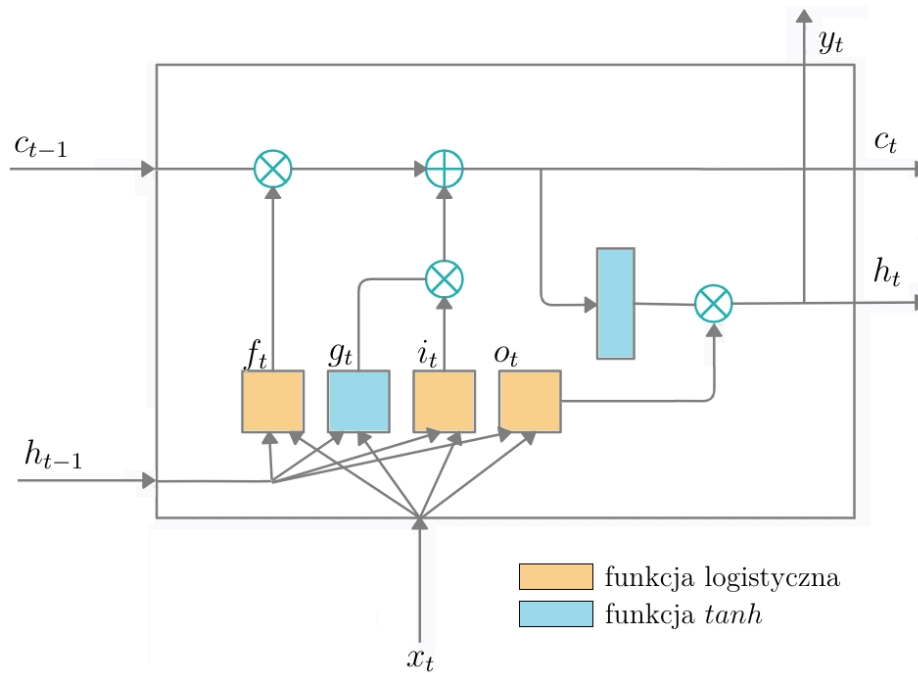 y_t
c_{t-1}
c_t
h_t
f_t
g_t
i_t
o_t
h_{t-1}
funkcja logistyczna
funkcja tanh
x_t